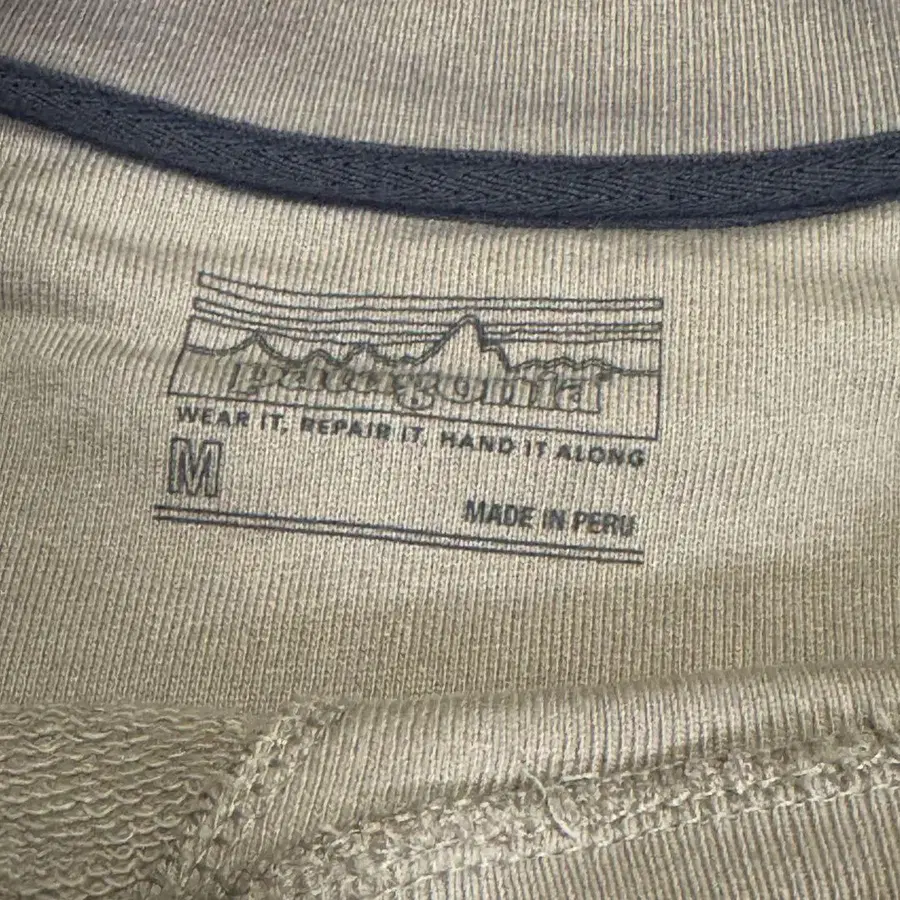 patagonia
WEAR IT, REPAIR IT, HAND IT ALONG
M
MADE IN PERU